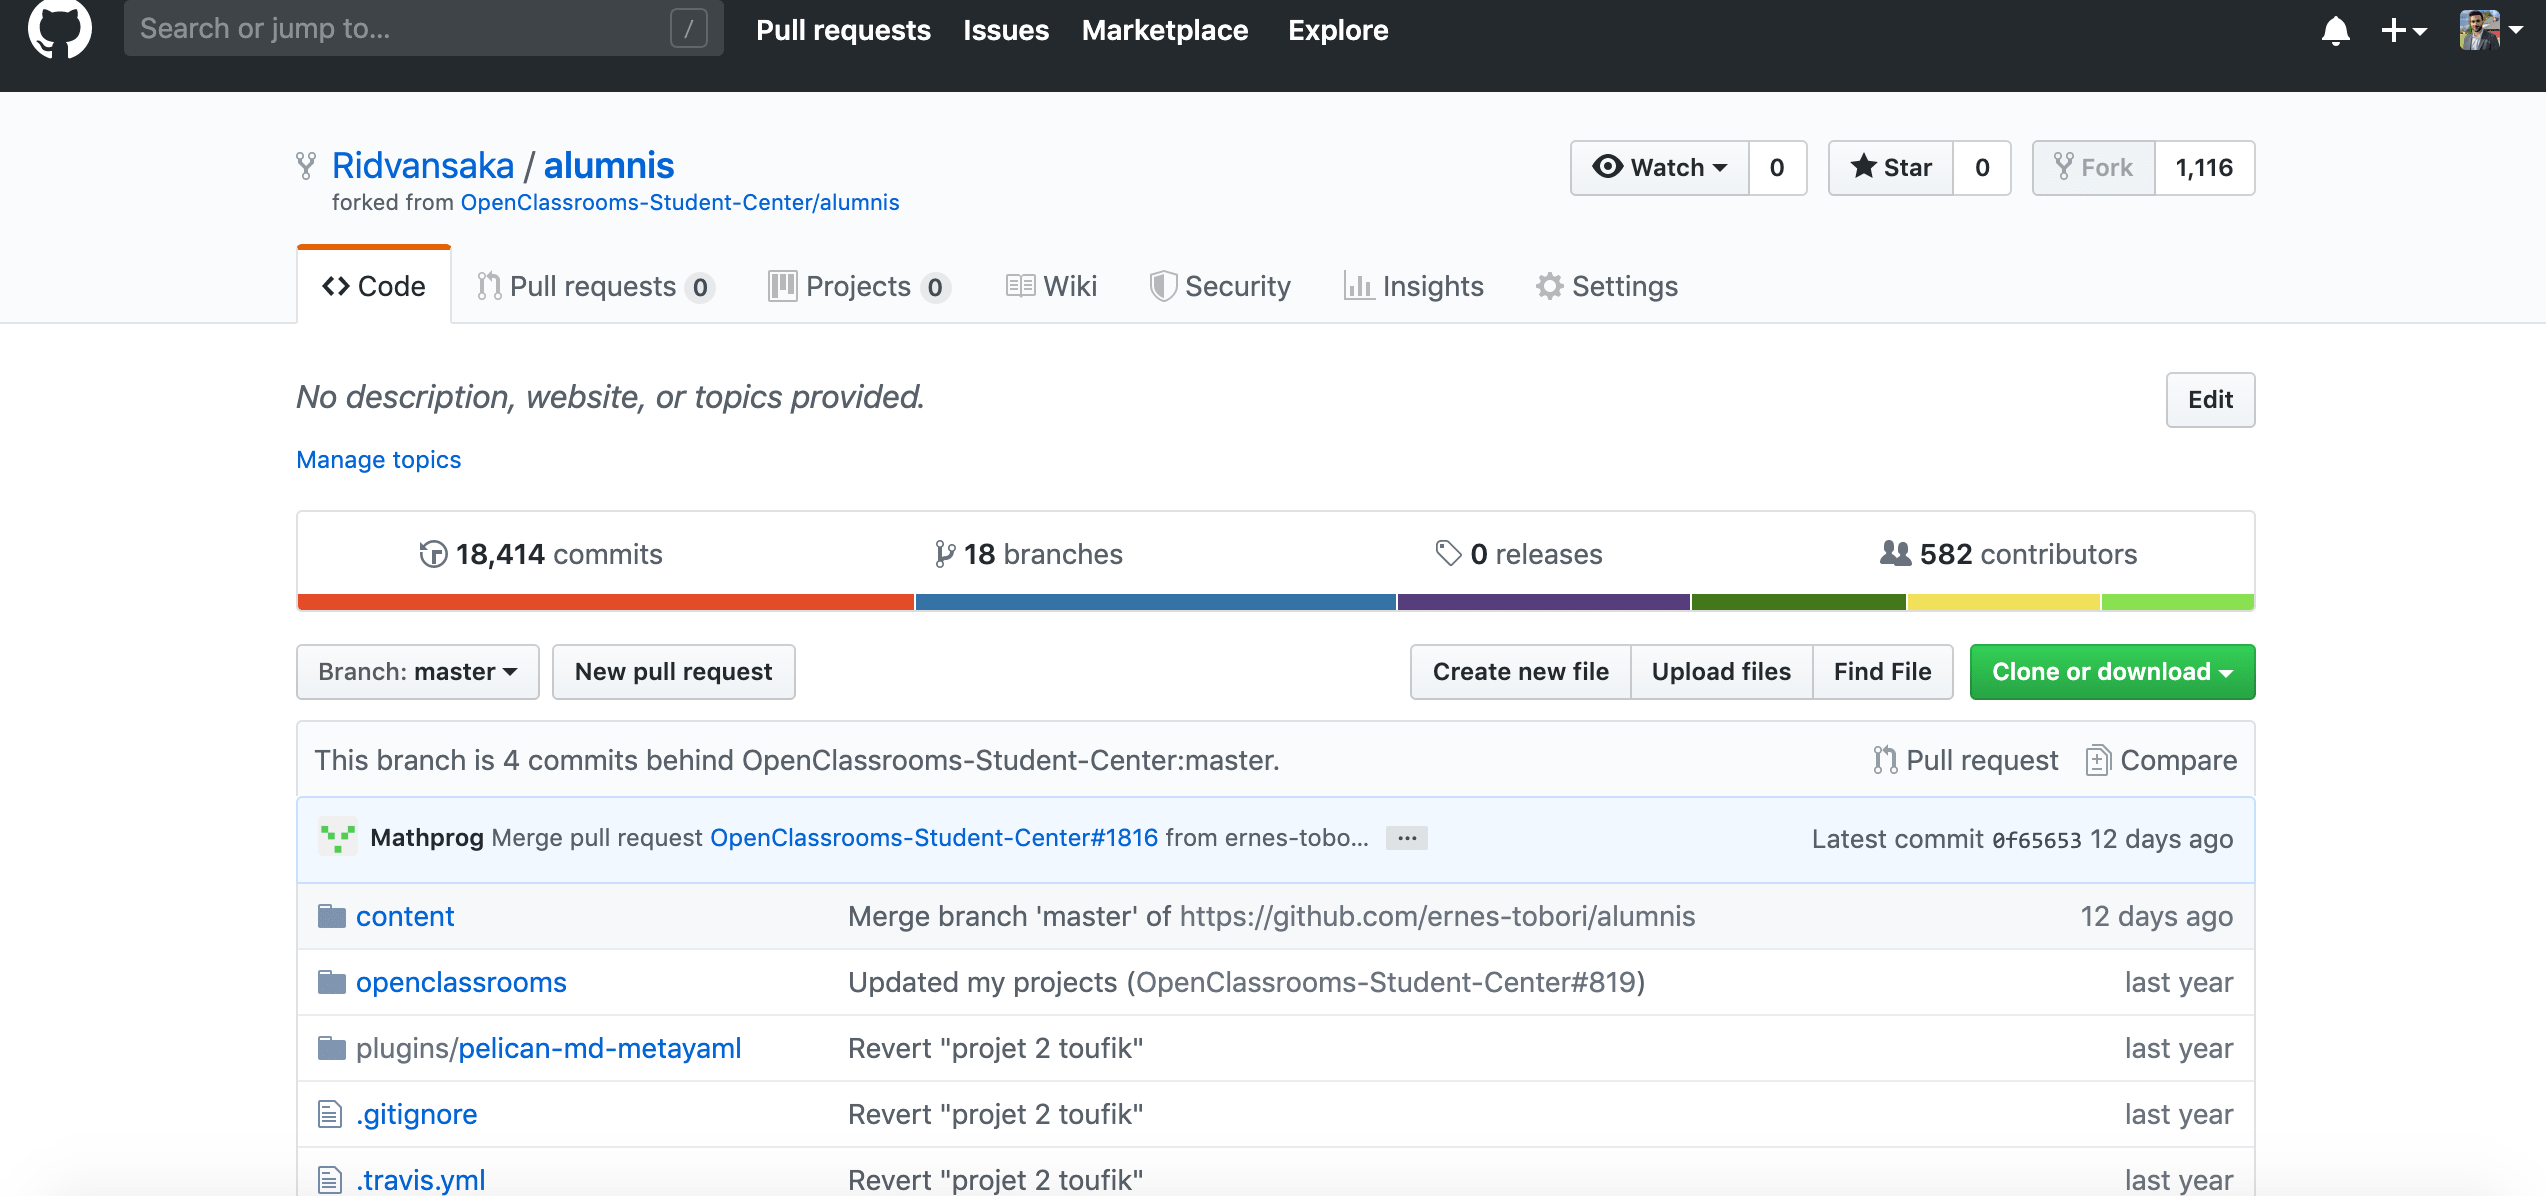 Search or jump to... /
Pull requests Issues Marketplace Explore
Ridvansaka / alumnis
forked from OpenClassrooms-Student-Center/alumnis
Watch 0 Star 0 Fork 1,116
Code Pull requests 0 Projects 0 Wiki Security Insights Settings
No description, website, or topics provided.
Edit
Manage topics
18,414 commits 18 branches 0 releases 582 contributors
Branch: master New pull request Create new file Upload files Find File Clone or download
This branch is 4 commits behind OpenClassrooms-Student-Center:master. Pull request Compare
Mathprog Merge pull request OpenClassrooms-Student-Center#1816 from ernes-tobo... ... Latest commit 0f65653 12 days ago
content Merge branch 'master' of https://github.com/ernes-tobori/alumnis 12 days ago
openclassrooms Updated my projects (OpenClassrooms-Student-Center#819) last year
plugins/pelican-md-metayaml Revert "projet 2 toufik" last year
.gitignore Revert "projet 2 toufik" last year
.travis.yml Revert "projet 2 toufik" last year